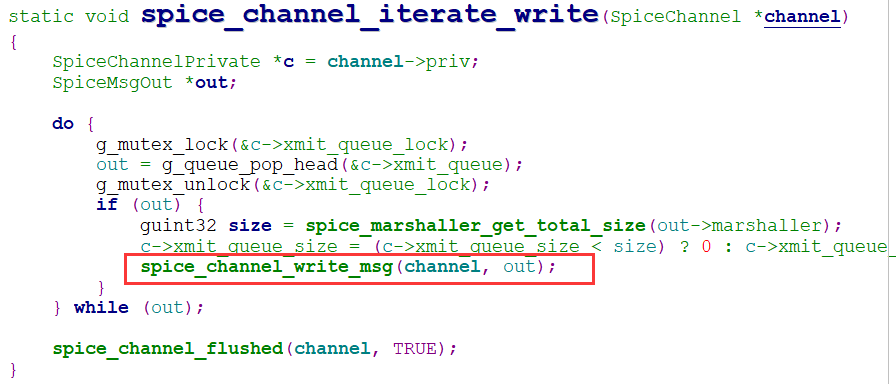 static void spice_channel_iterate_write(SpiceChannel *channel)
{
    SpiceChannelPrivate *c = channel->priv;
    SpiceMsgOut *out;

    do {
        g_mutex_lock(&c->xmit_queue_lock);
        out = g_queue_pop_head(&c->xmit_queue);
        g_mutex_unlock(&c->xmit_queue_lock);
        if (out) {
            guint32 size = spice_marshaller_get_total_size(out->marshaller);
            c->xmit_queue_size = (c->xmit_queue_size < size) ? 0 : c->xmit_queue_
            spice_channel_write_msg(channel, out);
        }
    } while (out);

    spice_channel_flushed(channel, TRUE);
}